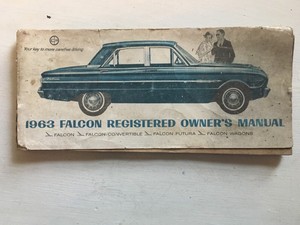 Your key to more carefree driving
1963 FALCON REGISTERED OWNER'S MANUAL
FALCON FALCON CONVERTIBLE FALCON FUTURA FALCON WAGONS